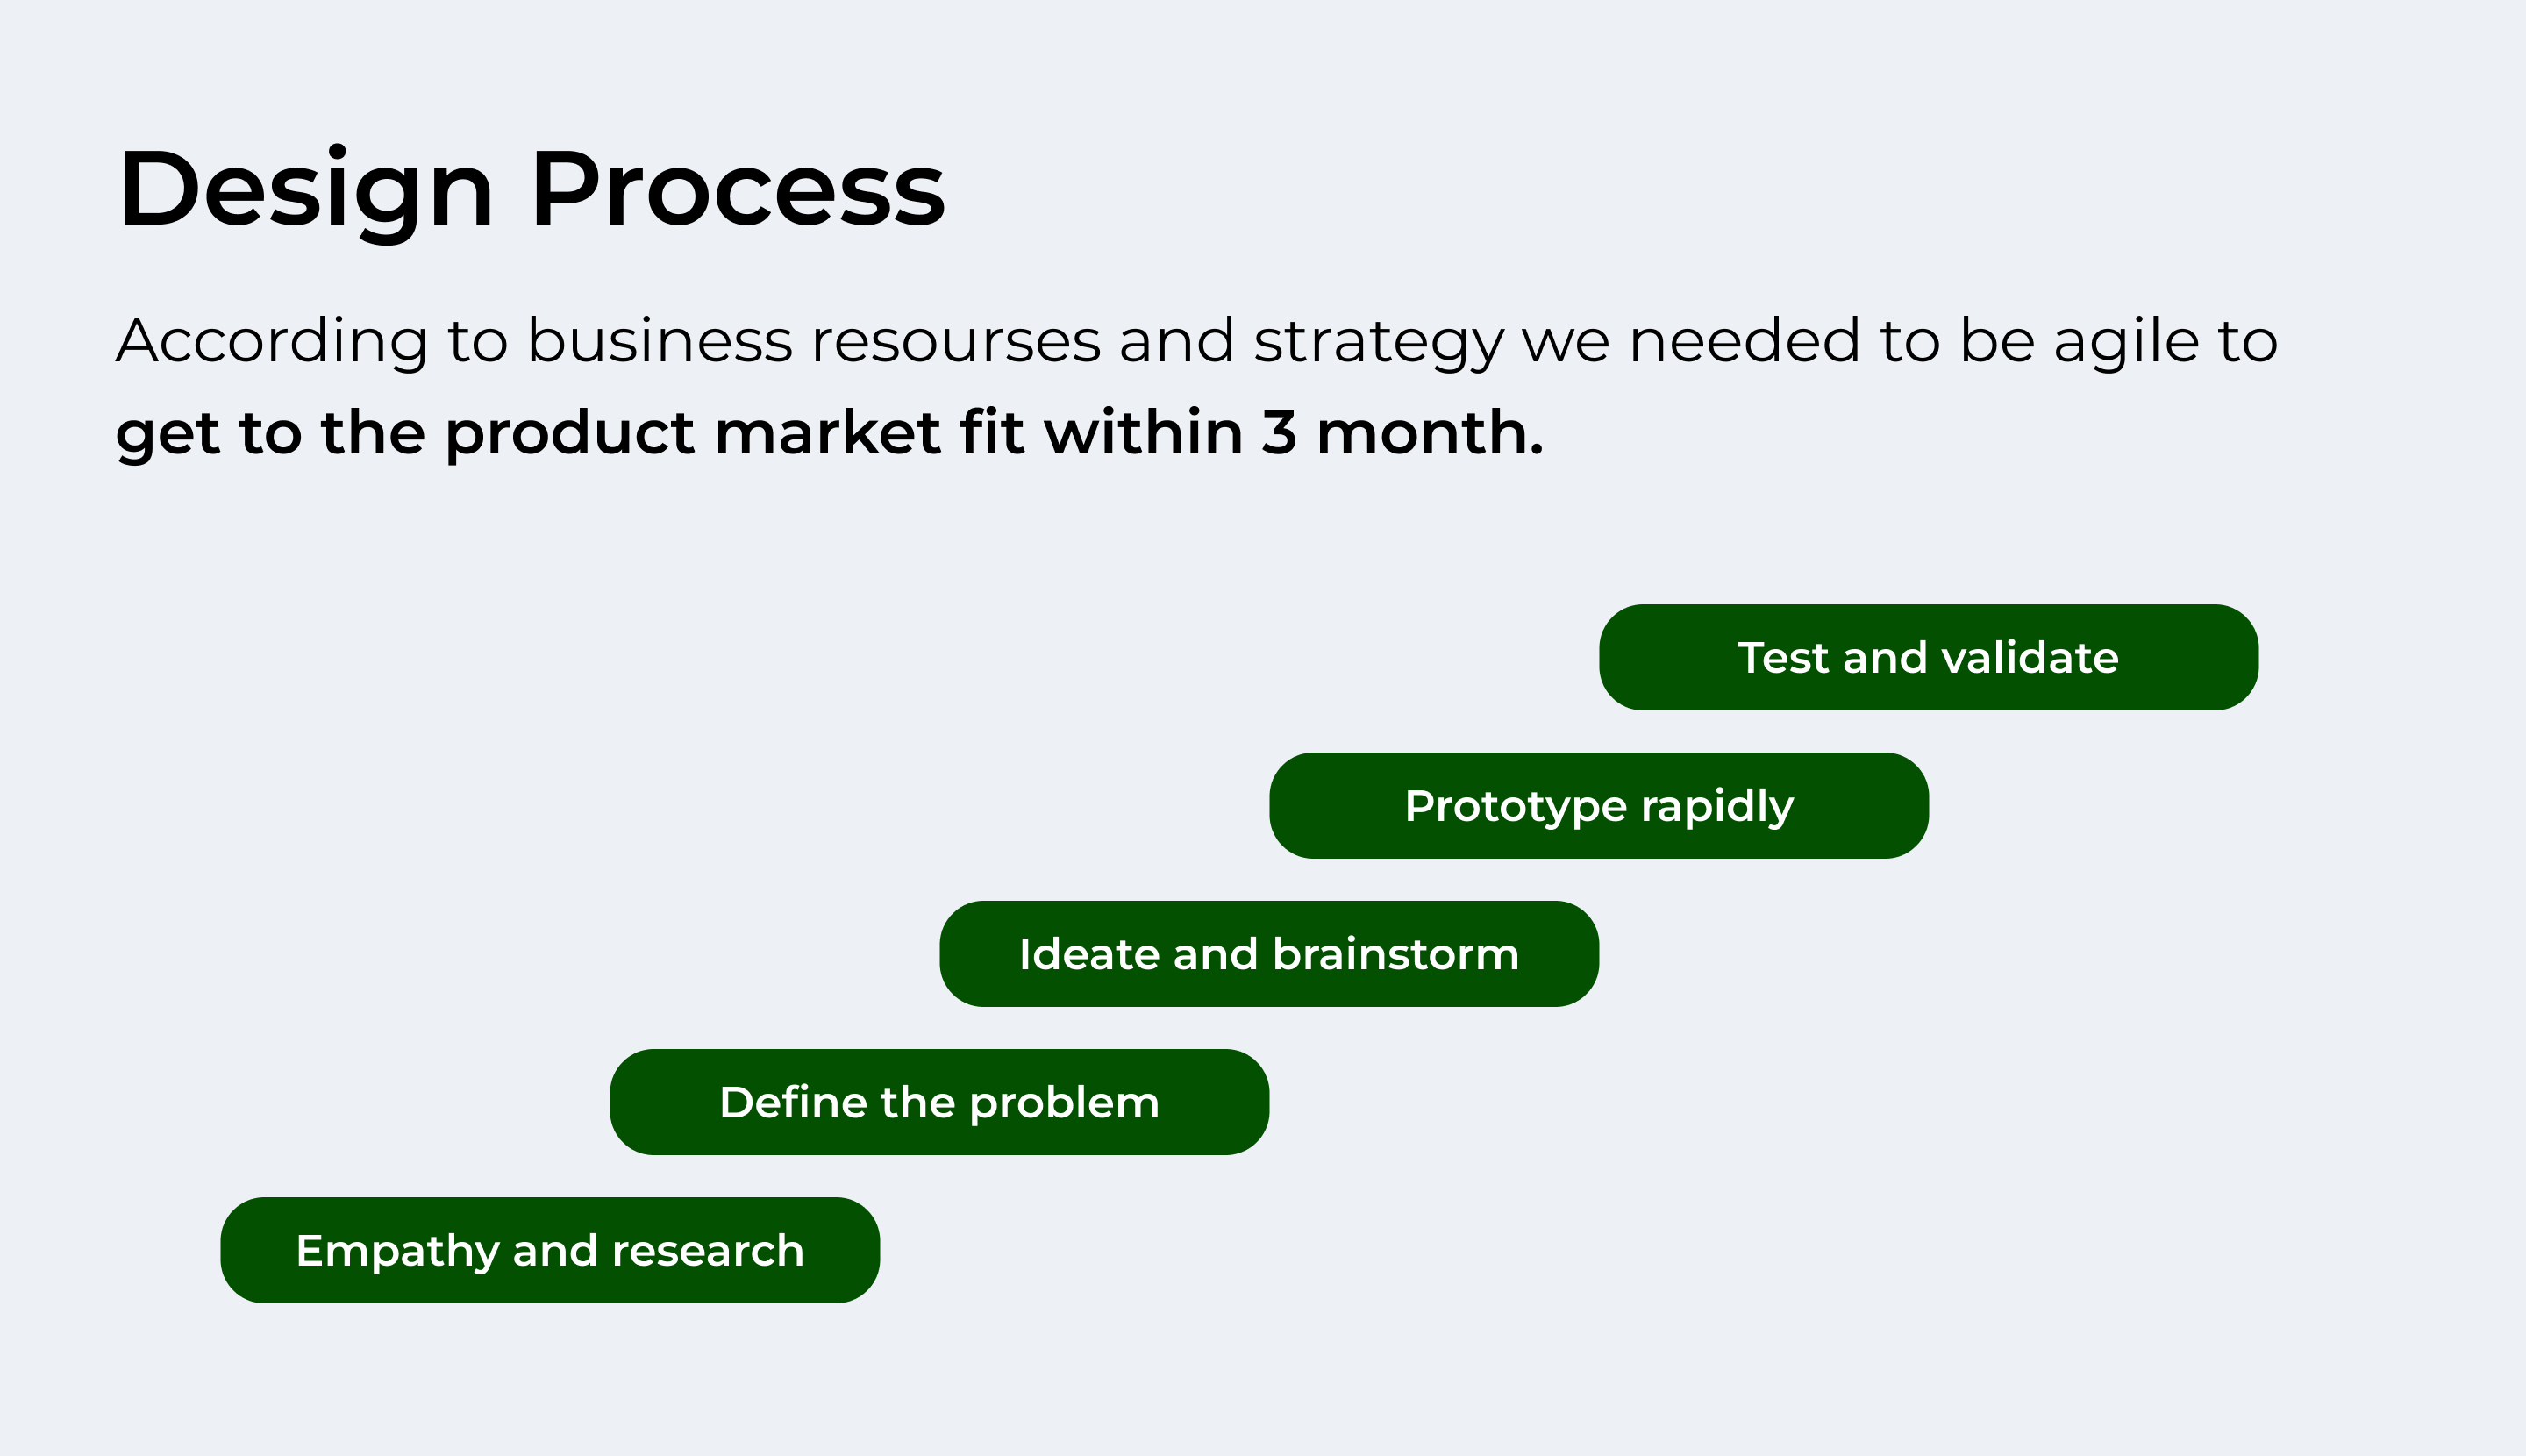 Design Process
According to business resourses and strategy we needed to be agile to
get to the product market fit within 3 month.
Test and validate
Prototype rapidly
Ideate and brainstorm
Define the problem
Empathy and research